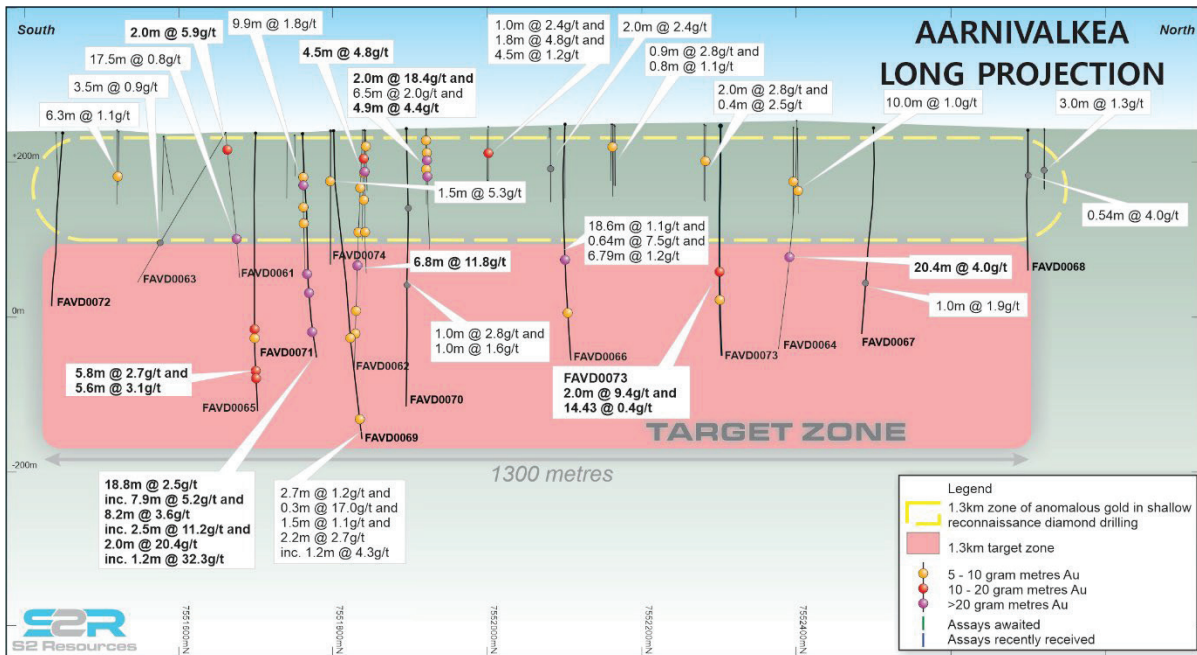 South
North
AARNIVALKEA
LONG PROJECTION
2.0m @ 5.9g/t
9.9m @ 1.8g/t
17.5m @ 0.8g/t
3.5m @ 0.9g/t
6.3m @ 1.1g/t
4.5m @ 4.8g/t
2.0m @ 18.4g/t and
6.5m @ 2.0g/t and
4.9m @ 4.4g/t
1.0m @ 2.4g/t and
1.8m @ 4.8g/t and
4.5m @ 1.2g/t
2.0m @ 2.4g/t
0.9m @ 2.8g/t and
0.8m @ 1.1g/t
2.0m @ 2.8g/t and
0.4m @ 2.5g/t
10.0m @ 1.0g/t
3.0m @ 1.3g/t
+200m
1.5m @ 5.3g/t
0.54m @ 4.0g/t
18.6m @ 1.1g/t and
0.64m @ 7.5g/t and
6.79m @ 1.2g/t
FAVD0074
6.8m @ 11.8g/t
20.4m @ 4.0g/t
FAVD0063
FAVD0061
FAVD0068
FAVD0072
0m
1.0m @ 1.9g/t
1.0m @ 2.8g/t and
1.0m @ 1.6g/t
FAVD0071
FAVD0062
FAVD0066
FAVD0073
FAVD0064
FAVD0067
5.8m @ 2.7g/t and
5.6m @ 3.1g/t
FAVD0065
FAVD0070
FAVD0073
2.0m @ 9.4g/t and
14.43 @ 0.4g/t
FAVD0069
TARGET ZONE
-200m
1300 metres
18.8m @ 2.5g/t
inc. 7.9m @ 5.2g/t and
8.2m @ 3.6g/t
inc. 2.5m @ 11.2g/t and
2.0m @ 20.4g/t
inc. 1.2m @ 32.3g/t
2.7m @ 1.2g/t and
0.3m @ 17.0g/t and
1.5m @ 1.1g/t and
2.2m @ 2.7g/t
inc. 1.2m @ 4.3g/t
Legend
1.3km zone of anomalous gold in shallow
reconnaissance diamond drilling
1.3km target zone
5 - 10 gram metres Au
10 - 20 gram metres Au
>20 gram metres Au
Assays awaited
Assays recently received
7551600mN
7551800mN
7552000mN
7552200mN
7552400mN
S2R
S2 Resources